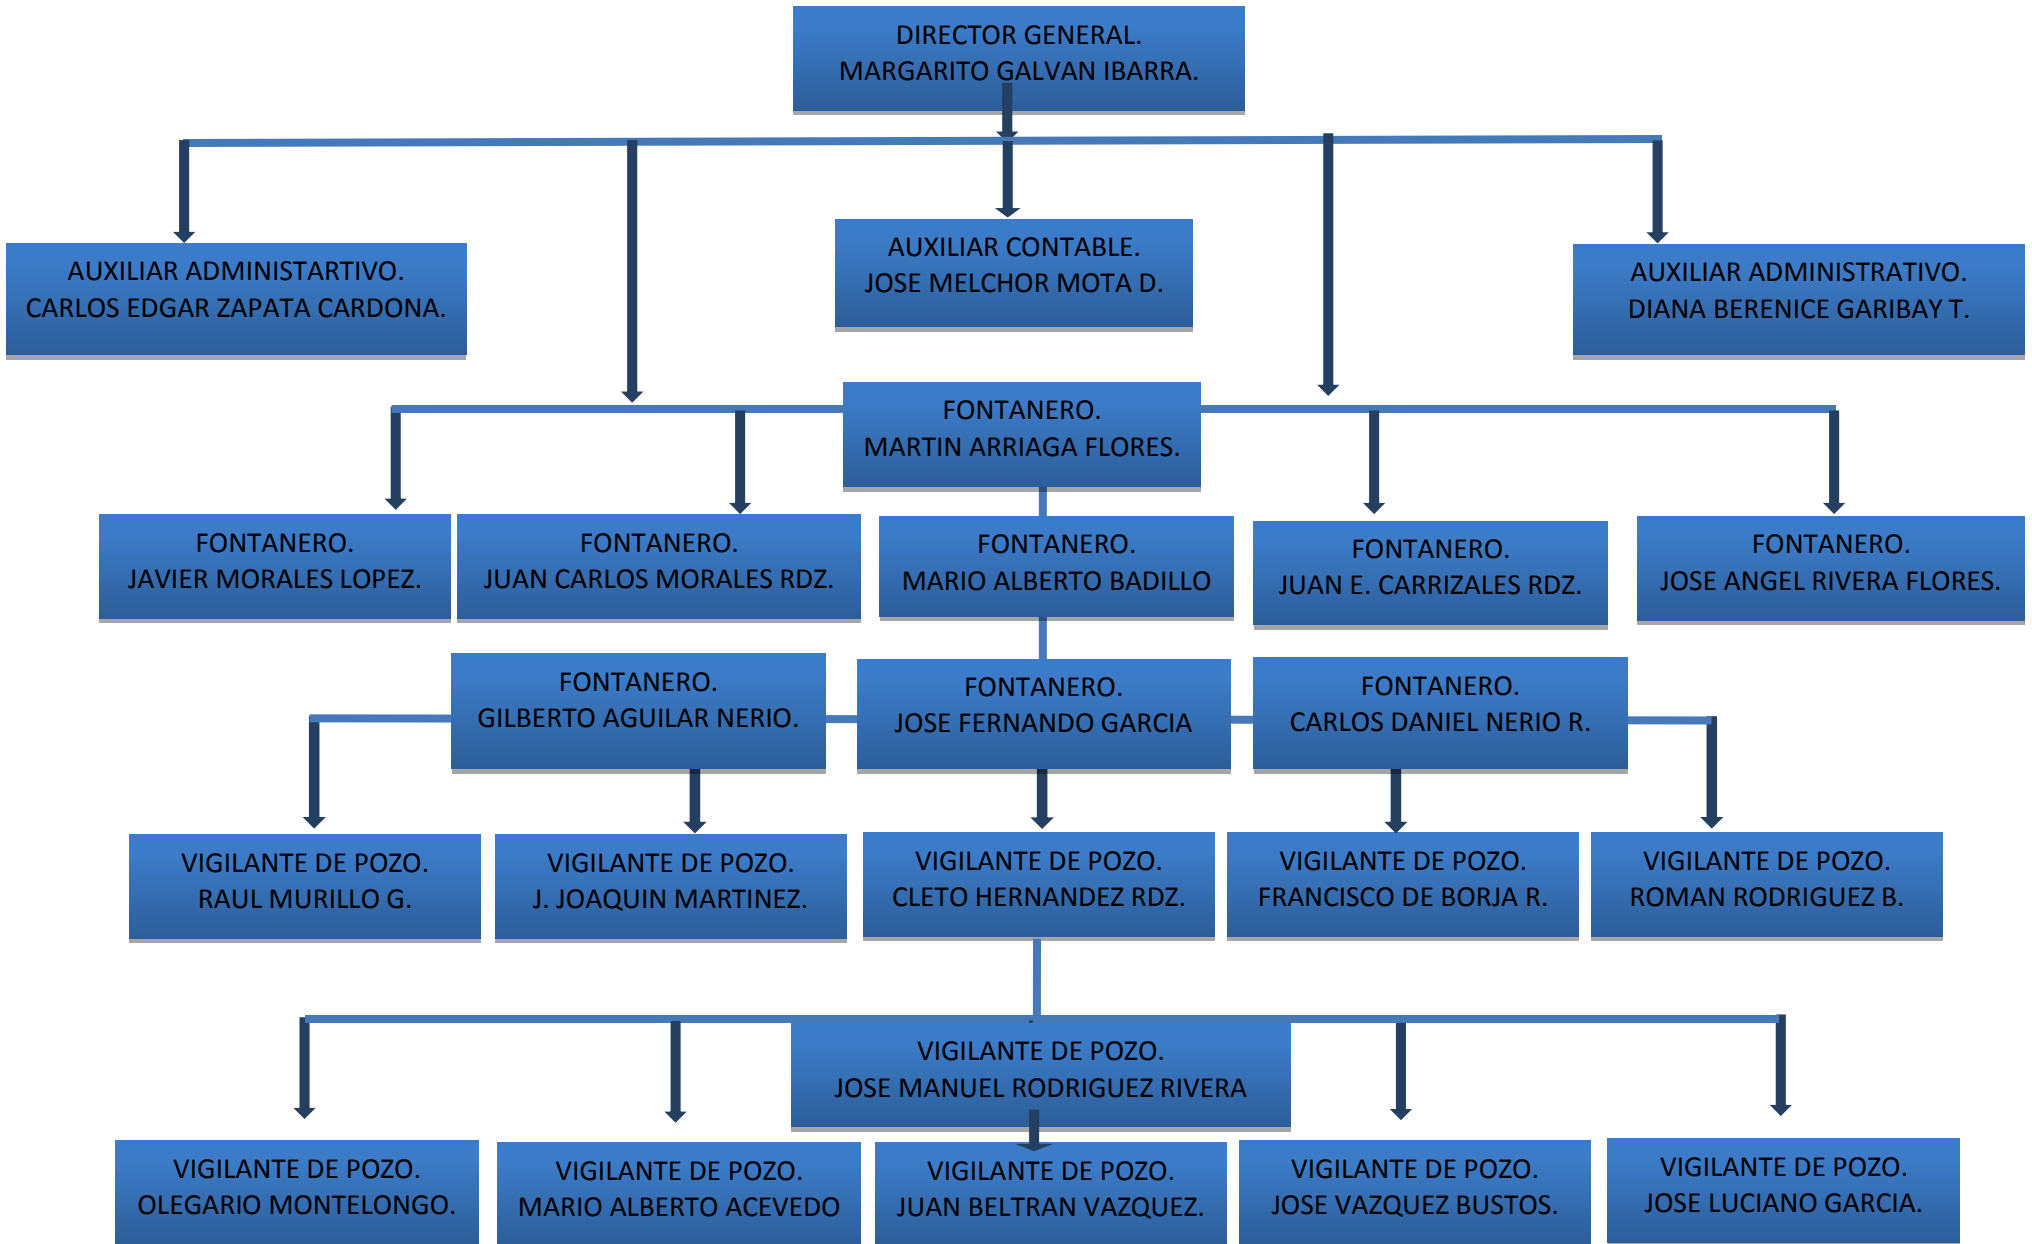 DIRECTOR GENERAL.
MARGARITO GALVAN IBARRA.
AUXILIAR ADMINISTARTIVO.
CARLOS EDGAR ZAPATA CARDONA.
AUXILIAR CONTABLE.
JOSE MELCHOR MOTA D.
AUXILIAR ADMINISTRATIVO.
DIANA BERENICE GARIBAY T.
FONTANERO.
MARTIN ARRIAGA FLORES.
FONTANERO.
JAVIER MORALES LOPEZ.
FONTANERO.
JUAN CARLOS MORALES RDZ.
FONTANERO.
MARIO ALBERTO BADILLO
FONTANERO.
JUAN E. CARRIZALES RDZ.
FONTANERO.
JOSE ANGEL RIVERA FLORES.
FONTANERO.
GILBERTO AGUILAR NERIO.
FONTANERO.
JOSE FERNANDO GARCIA
FONTANERO.
CARLOS DANIEL NERIO R.
VIGILANTE DE POZO.
RAUL MURILLO G.
VIGILANTE DE POZO.
J. JOAQUIN MARTINEZ.
VIGILANTE DE POZO.
CLETO HERNANDEZ RDZ.
VIGILANTE DE POZO.
FRANCISCO DE BORJA R.
VIGILANTE DE POZO.
ROMAN RODRIGUEZ B.
VIGILANTE DE POZO.
JOSE MANUEL RODRIGUEZ RIVERA
VIGILANTE DE POZO.
OLEGARIO MONTELONGO.
VIGILANTE DE POZO.
MARIO ALBERTO ACEVEDO
VIGILANTE DE POZO.
JUAN BELTRAN VAZQUEZ.
VIGILANTE DE POZO.
JOSE VAZQUEZ BUSTOS.
VIGILANTE DE POZO.
JOSE LUCIANO GARCIA.